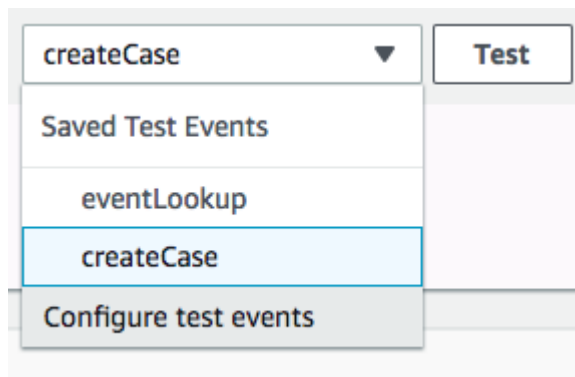 createCase Test
Saved Test Events
eventLookup
createCase
Configure test events